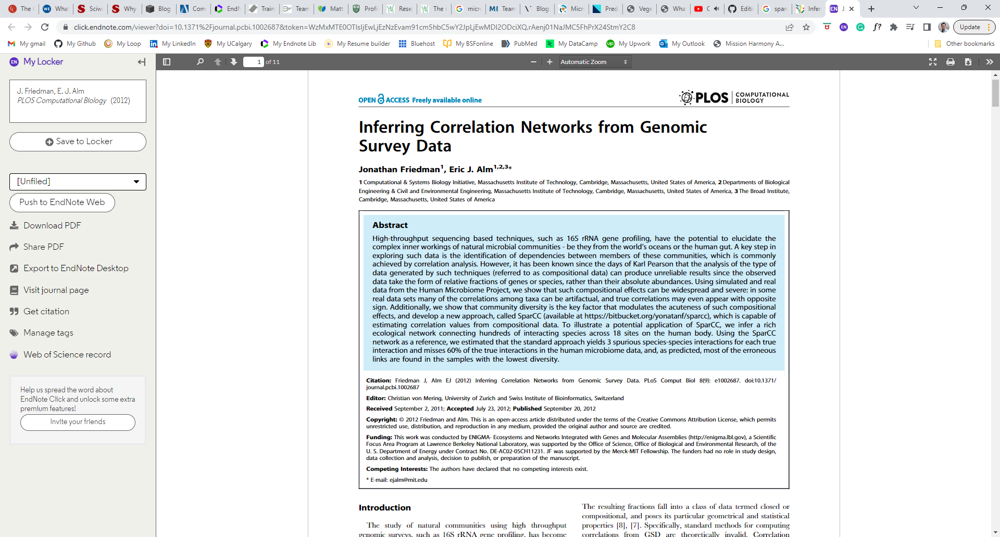 The
Wha
Sciw
Why
Blog
Com
End
Train
Team
Matt
Profi
Rese
The r
micr
Team
Blog
Micr
Pred
Vege
Wha
C
Editi
spar
Infer
J.
click.endnote.com/viewer?doi=10.1371%2Fjournal.pcbi.1002687&token=WzMxMTE0OTIsIjEwLjEzNzEvam91cm5hbC5wY2JpLjEwMDI2ODciXQ.rAenj01NaJMC5FhPrX24StmY2C8
Update
My gmail
My Github
My Loop
My LinkedIn
My UCalgary
My Endnote Lib
My Resume builder
Bluehost
My BSFonline
PubMed
My DataCamp
My Upwork
My Outlook
Mission Harmony A...
Other bookmarks
EN My Locker
1 of 11
Automatic Zoom
J. Friedman, E. J. Alm
PLOS Computational Biology (2012)
Save to Locker
[Unfiled]
Push to EndNote Web
Download PDF
Share PDF
Export to EndNote Desktop
Visit journal page
Get citation
Manage tags
Web of Science record
Help us spread the word about
EndNote Click and unlock some extra
premium features!
Invite your friends
OPEN ACCESS Freely available online
PLOS COMPUTATIONAL
BIOLOGY
Inferring Correlation Networks from Genomic
Survey Data
Jonathan Friedman1, Eric J. Alm1,2,3*
1 Computational & Systems Biology Initiative, Massachusetts Institute of Technology, Cambridge, Massachusetts, United States of America, 2 Departments of Biological
Engineering & Civil and Environmental Engineering, Massachusetts Institute of Technology, Cambridge, Massachusetts, United States of America, 3 The Broad Institute,
Cambridge, Massachusetts, United States of America
Abstract
High-throughput sequencing based techniques, such as 16S rRNA gene profiling, have the potential to elucidate the
complex inner workings of natural microbial communities - be they from the world's oceans or the human gut. A key step in
exploring such data is the identification of dependencies between members of these communities, which is commonly
achieved by correlation analysis. However, it has been known since the days of Karl Pearson that the analysis of the type of
data generated by such techniques (referred to as compositional data) can produce unreliable results since the observed
data take the form of relative fractions of genes or species, rather than their absolute abundances. Using simulated and real
data from the Human Microbiome Project, we show that such compositional effects can be widespread and severe: in some
real data sets many of the correlations among taxa can be artifactual, and true correlations may even appear with opposite
sign. Additionally, we show that community diversity is the key factor that modulates the acuteness of such compositional
effects, and develop a new approach, called SparCC (available at https://bitbucket.org/yonatanf/sparcc), which is capable of
estimating correlation values from compositional data. To illustrate a potential application of SparCC, we infer a rich
ecological network connecting hundreds of interacting species across 18 sites on the human body. Using the SparCC
network as a reference, we estimated that the standard approach yields 3 spurious species-species interactions for each true
interaction and misses 60% of the true interactions in the human microbiome data, and, as predicted, most of the erroneous
links are found in the samples with the lowest diversity.
Citation: Friedman J, Alm EJ (2012) Inferring Correlation Networks from Genomic Survey Data. PLoS Comput Biol 8(9): e1002687. doi:10.1371/
journal.pcbi.1002687
Editor: Christian von Mering, University of Zurich and Swiss Institute of Bioinformatics, Switzerland
Received September 2, 2011; Accepted July 23, 2012; Published September 20, 2012
Copyright: © 2012 Friedman and Alm. This is an open-access article distributed under the terms of the Creative Commons Attribution License, which permits
unrestricted use, distribution, and reproduction in any medium, provided the original author and source are credited.
Funding: This work was conducted by ENIGMA- Ecosystems and Networks Integrated with Genes and Molecular Assemblies (http://enigma.lbl.gov), a Scientific
Focus Area Program at Lawrence Berkeley National Laboratory, was supported by the Office of Science, Office of Biological and Environmental Research, of the
U. S. Department of Energy under Contract No. DE-AC02-05CH11231. JF was supported by the Merck-MIT Fellowship. The funders had no role in study design,
data collection and analysis, decision to publish, or preparation of the manuscript.
Competing Interests: The authors have declared that no competing interests exist.
* E-mail: ejalm@mit.edu
Introduction
The study of natural communities using high throughput
genomic surveys, such as 16S rRNA gene profiling, has become
The resulting fractions fall into a class of data termed closed or
compositional, and poses its particular geometrical and statistical
properties [8], [7]. Specifically, standard methods for computing
correlations from GSD are theoretically invalid. Correlation